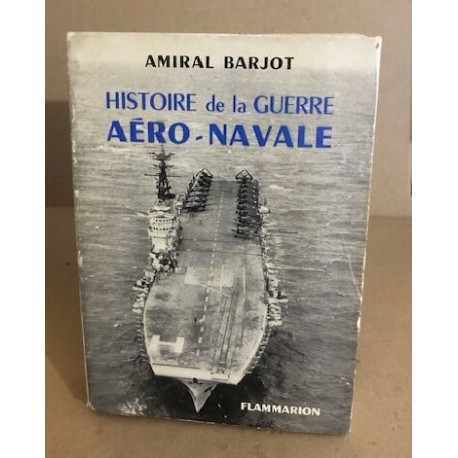 AMIRAL BARJOT
HISTOIRE de la GUERRE
AÉRO-NAVALE
FLAMMARION